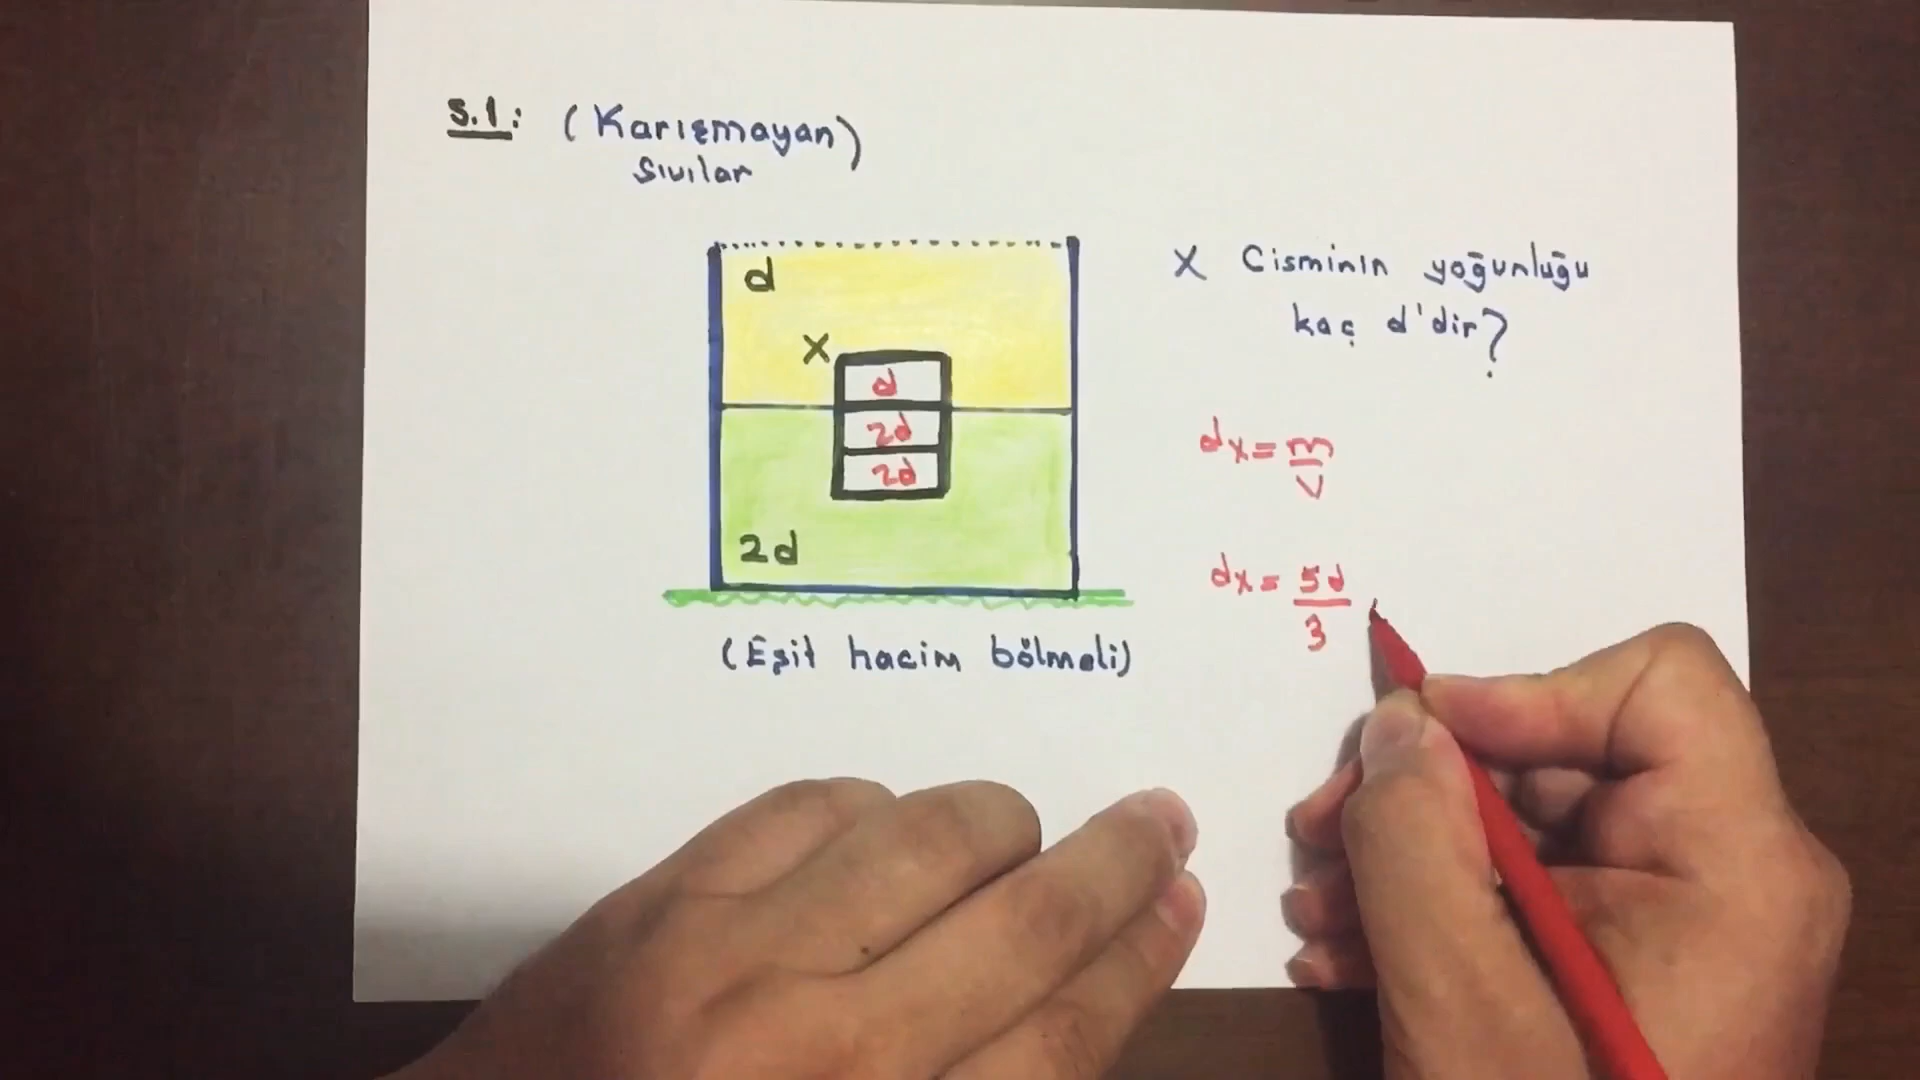 S.1: (Karışmayan)
Sıvılar
d
X
d
2d
2d
2d
(Eşit hacim bölmeli)
X Cisminin yoğunluğu
kaç d'dir?
dx = m/V
dx = 5d/3